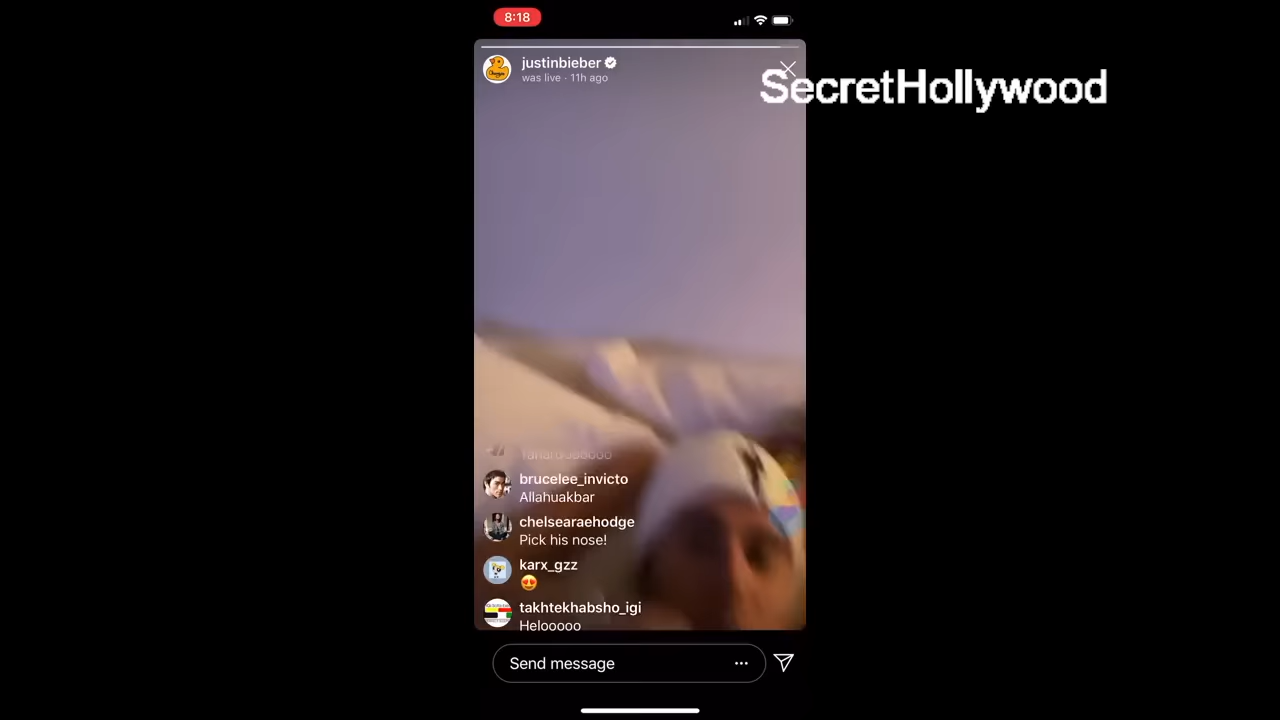 8:18
justinbieber
was live · 11h ago
SecretHollywood
brucelee_invicto
Allahuakbar
chelsearaehodge
Pick his nose!
karx_gzz
😍
takhtekhabsho_igi
Helooooo
Send message